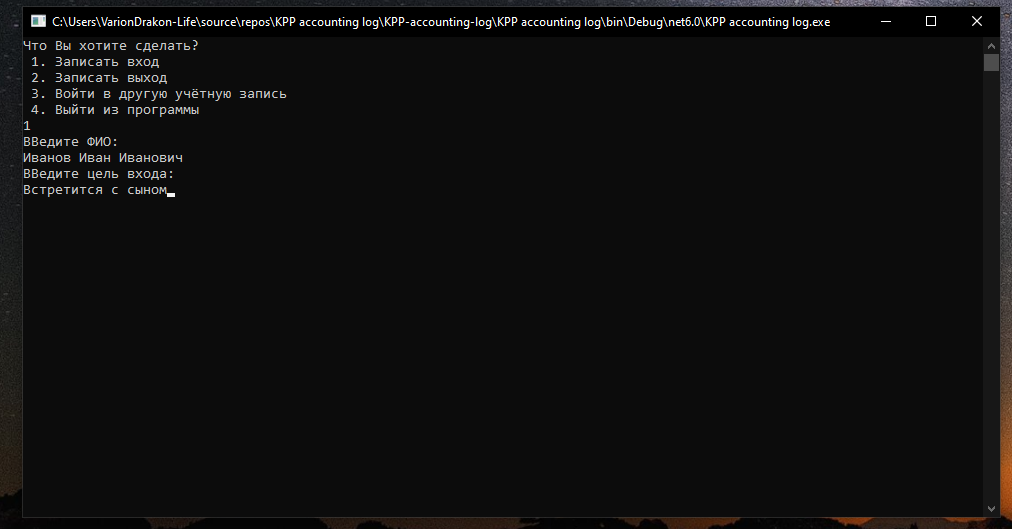 C:\Users\VarionDrakon-Life\source\repos\KPP accounting log\KPP-accounting-log\KPP accounting log\bin\Debug\net6.0\KPP accounting log.exe
Что Вы хотите сделать?
1. Записать вход
2. Записать выход
3. Войти в другую учётную запись
4. Выйти из программы
1
ВВедите ФИО:
Иванов Иван Иванович
ВВедите цель входа:
Встретится с сыном